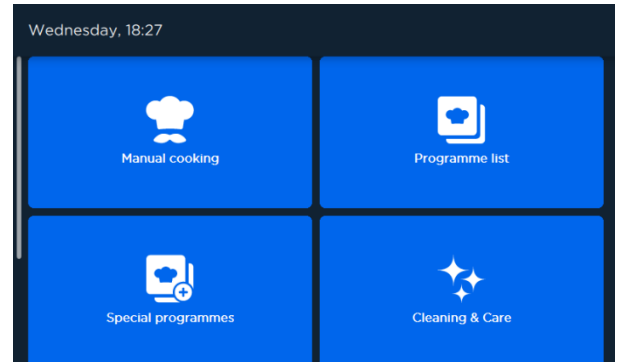 Wednesday, 18:27
Manual cooking
Programme list
Special programmes
Cleaning & Care